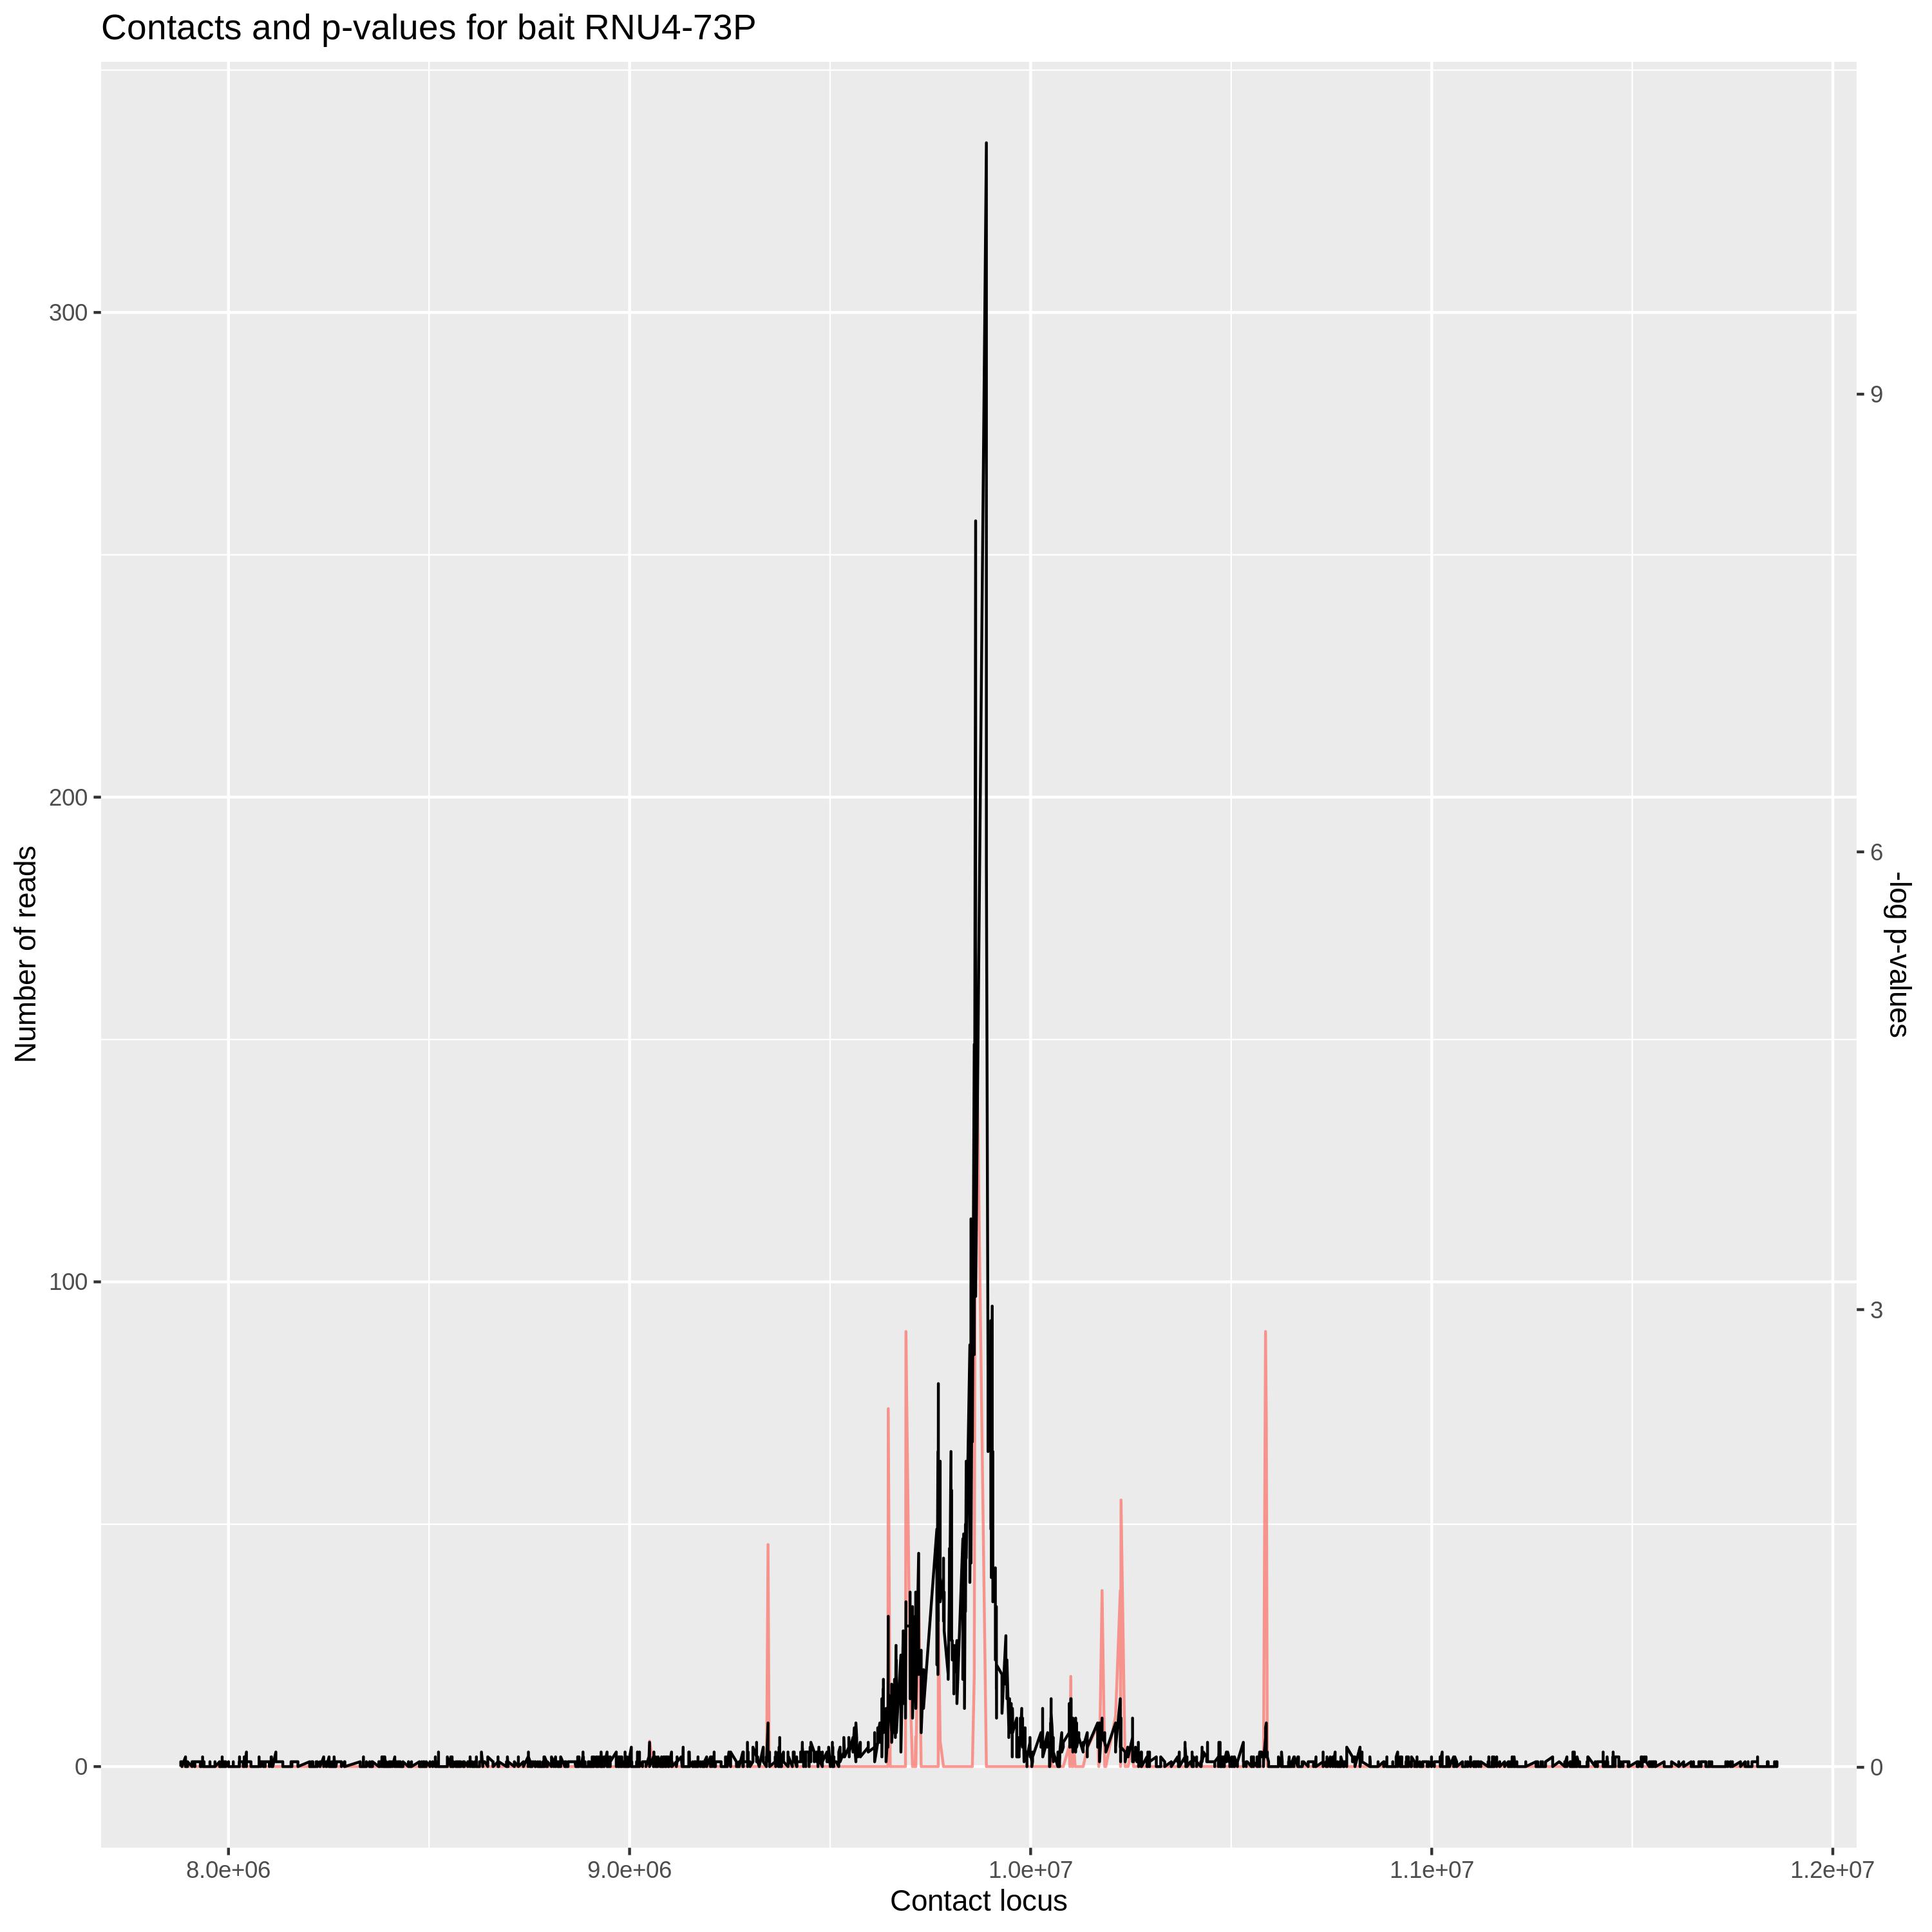 Contacts and p-values for bait RNU4-73P
300
200
100
0
Number of reads
9
6
3
0
-log p-values
8.0e+06
9.0e+06
1.0e+07
1.1e+07
1.2e+07
Contact locus